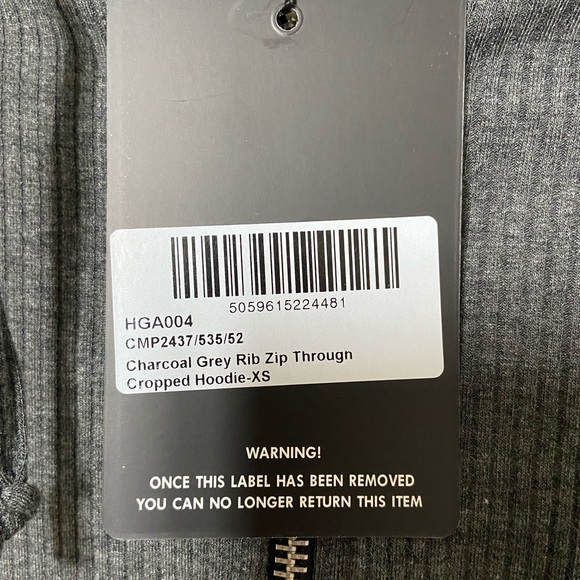 5059615224481
HGA004
CMP2437/535/52
Charcoal Grey Rib Zip Through
Cropped Hoodie-XS
WARNING!
ONCE THIS LABEL HAS BEEN REMOVED
YOU CAN NO LONGER RETURN THIS ITEM